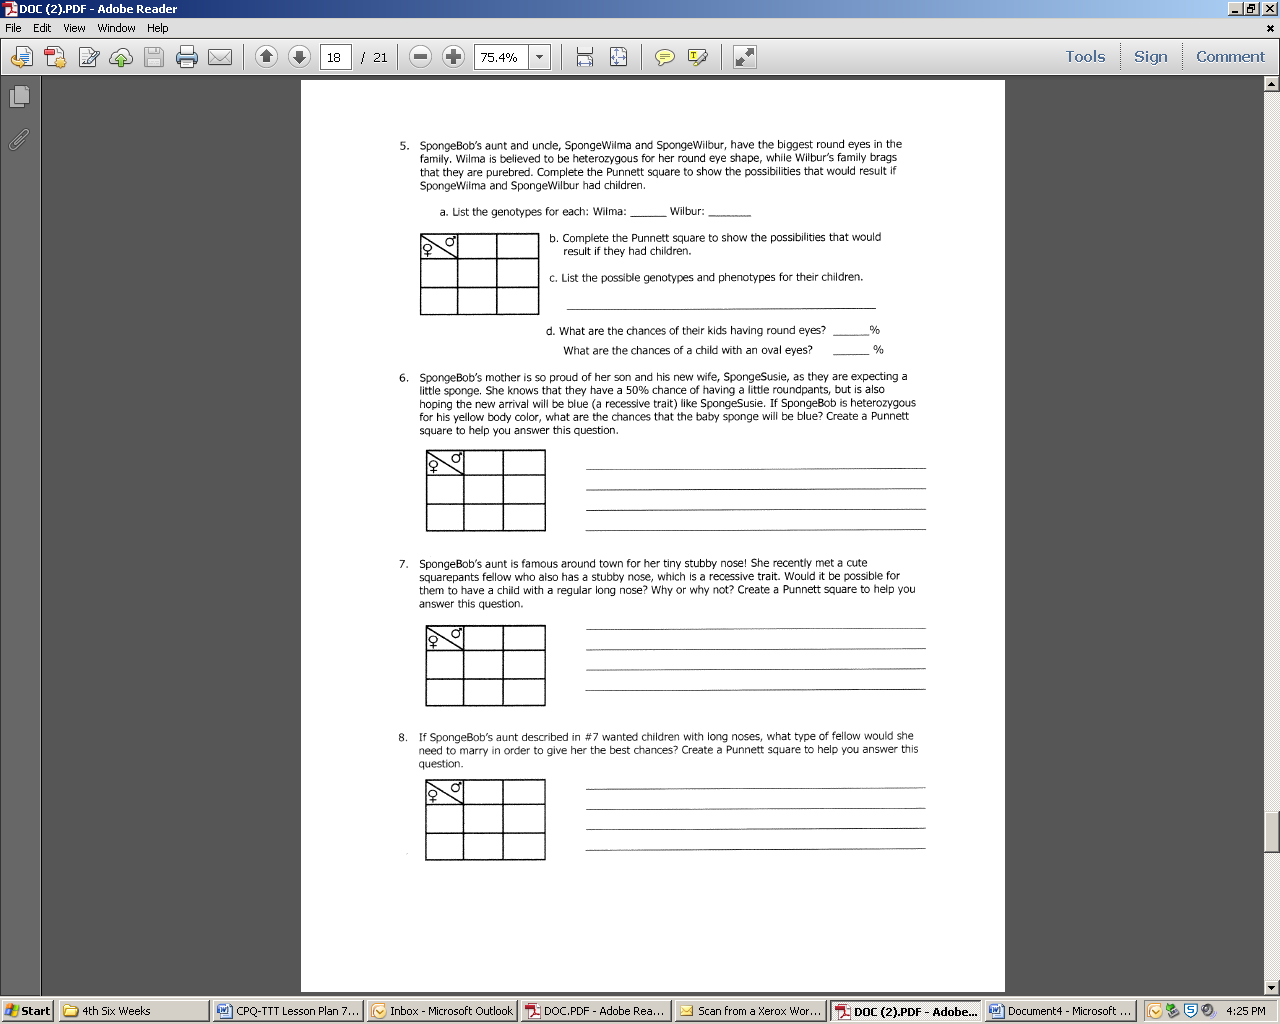 DOC (2).PDF - Adobe Reader
File Edit View Window Help
18 / 21 75.4% Tools Sign Comment
5. SpongeBob's aunt and uncle, SpongeWilma and SpongeWilbur, have the biggest round eyes in the
family. Wilma is believed to be heterozygous for her round eye shape, while Wilbur's family brags
that they are purebred. Complete the Punnett square to show the possibilities that would result if
SpongeWilma and SpongeWilbur had children.
a. List the genotypes for each: Wilma: ______ Wilbur: _______
♀ ♂
b. Complete the Punnett square to show the possibilities that would
result if they had children.
c. List the possible genotypes and phenotypes for their children.
d. What are the chances of their kids having round eyes? ______%
What are the chances of a child with an oval eyes? ______ %
6. SpongeBob's mother is so proud of her son and his new wife, SpongeSusie, as they are expecting a
little sponge. She knows that they have a 50% chance of having a little roundpants, but is also
hoping the new arrival will be blue (a recessive trait) like SpongeSusie. If SpongeBob is heterozygous
for his yellow body color, what are the chances that the baby sponge will be blue? Create a Punnett
square to help you answer this question.
♀ ♂
7. SpongeBob's aunt is famous around town for her tiny stubby nose! She recently met a cute
squarepants fellow who also has a stubby nose, which is a recessive trait. Would it be possible for
them to have a child with a regular long nose? Why or why not? Create a Punnett square to help you
answer this question.
♀ ♂
8. If SpongeBob's aunt described in #7 wanted children with long noses, what type of fellow would she
need to marry in order to give her the best chances? Create a Punnett square to help you answer this
question.
♀ ♂
Start 4th Six Weeks CPQ-TTT Lesson Plan 7... Inbox - Microsoft Outlook DOC.PDF - Adobe Rea... Scan from a Xerox Wor... DOC (2).PDF - Adobe... Document4 - Microsoft ... 4:25 PM